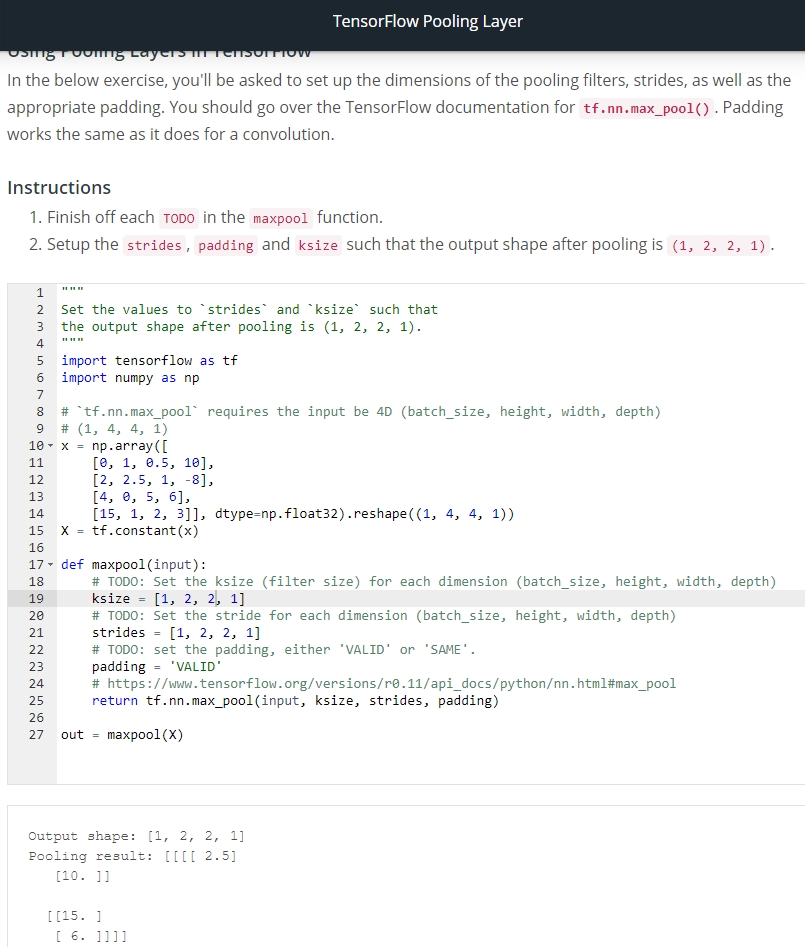 TensorFlow Pooling Layer
Using Pooling Layers in TensorFlow
In the below exercise, you'll be asked to set up the dimensions of the pooling filters, strides, as well as the
appropriate padding. You should go over the TensorFlow documentation for tf.nn.max_pool() . Padding
works the same as it does for a convolution.
Instructions
1. Finish off each TODO in the maxpool function.
2. Setup the strides , padding and ksize such that the output shape after pooling is (1, 2, 2, 1) .
1 """
2 Set the values to `strides` and `ksize` such that
3 the output shape after pooling is (1, 2, 2, 1).
4 """
5 import tensorflow as tf
6 import numpy as np
7
8 # `tf.nn.max_pool` requires the input be 4D (batch_size, height, width, depth)
9 # (1, 4, 4, 1)
10 x = np.array([
11 [0, 1, 0.5, 10],
12 [2, 2.5, 1, -8],
13 [4, 0, 5, 6],
14 [15, 1, 2, 3]], dtype=np.float32).reshape((1, 4, 4, 1))
15 X = tf.constant(x)
16
17 def maxpool(input):
18 # TODO: Set the ksize (filter size) for each dimension (batch_size, height, width, depth)
19 ksize = [1, 2, 2, 1]
20 # TODO: Set the stride for each dimension (batch_size, height, width, depth)
21 strides = [1, 2, 2, 1]
22 # TODO: set the padding, either 'VALID' or 'SAME'.
23 padding = 'VALID'
24 # https://www.tensorflow.org/versions/r0.11/api_docs/python/nn.html#max_pool
25 return tf.nn.max_pool(input, ksize, strides, padding)
26
27 out = maxpool(X)
Output shape: [1, 2, 2, 1]
Pooling result: [[[[ 2.5]
[10. ]]
[[15. ]
[ 6. ]]]]